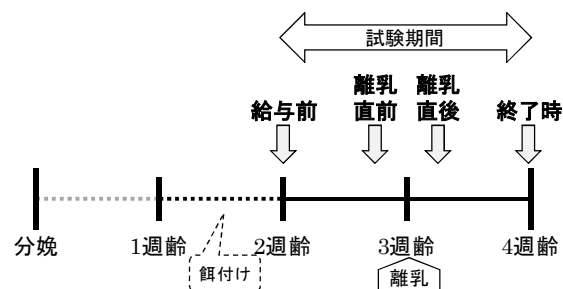 試験期間
離乳 離乳
給与前 直前 直後 終了時
分娩 1週齢 2週齢 3週齢 4週齢
餌付け 離乳